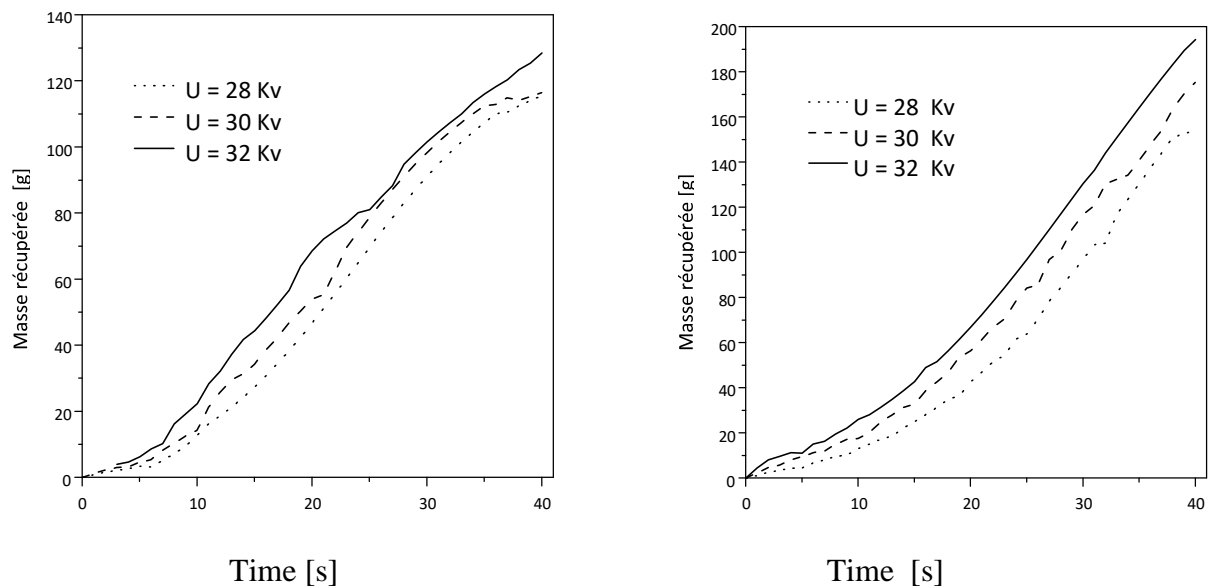 140
120
100
80
60
40
20
0
Masse récupérée [g]
U = 28 Kv
U = 30 Kv
U = 32 Kv
0 10 20 30 40
Time [s]
200
180
160
140
120
100
80
60
40
20
0
Masse récupérée [g]
U = 28 Kv
U = 30 Kv
U = 32 Kv
0 10 20 30 40
Time [s]